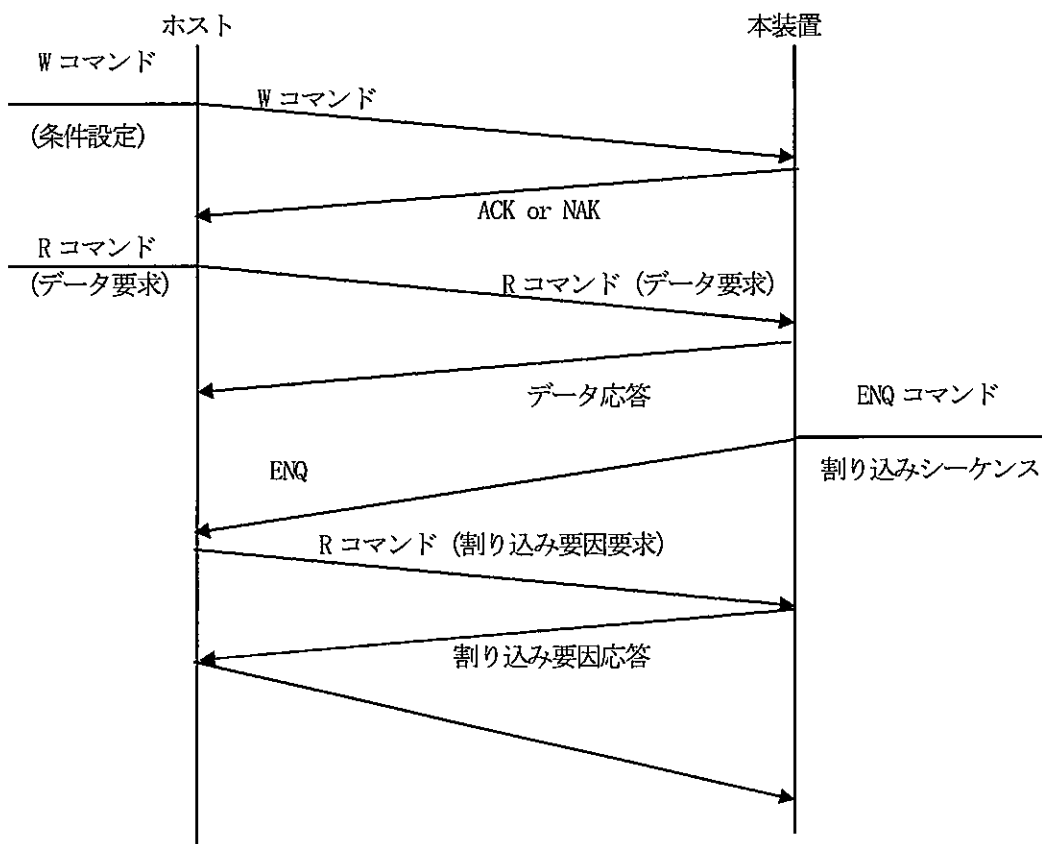 ホスト
本装置
W コマンド
W コマンド
(条件設定)
ACK or NAK
R コマンド
(データ要求)
R コマンド (データ要求)
データ応答
ENQ コマンド
ENQ
割り込みシーケンス
R コマンド (割り込み要因要求)
割り込み要因応答